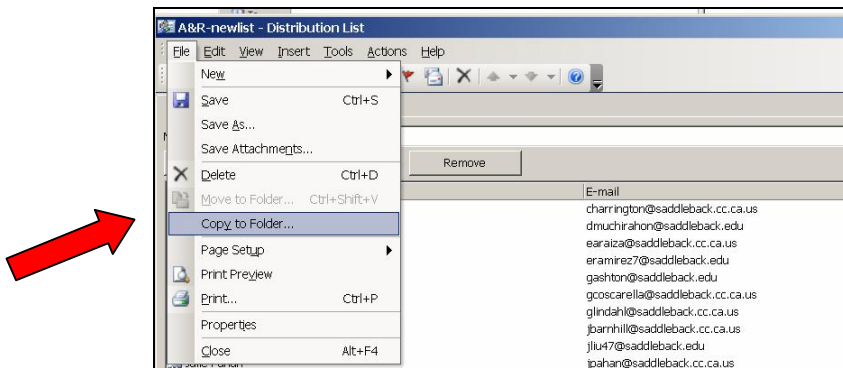 A&R-newlist - Distribution List
File Edit View Insert Tools Actions Help
New
Save Ctrl+S
Save As...
Save Attachments...
Remove
Delete Ctrl+D
Move to Folder... Ctrl+Shift+V
E-mail
charrington@saddleback.cc.ca.us
Copy to Folder...
dmuchirahon@saddleback.edu
earaiza@saddleback.cc.ca.us
Page Setup
eramirez7@saddleback.edu
Print Preview
gashton@saddleback.edu
gcoscarella@saddleback.cc.ca.us
Print... Ctrl+P
glindahl@saddleback.cc.ca.us
Properties
jbarnhill@saddleback.cc.ca.us
Close Alt+F4
jliu47@saddleback.edu
jpahan@saddleback.cc.ca.us